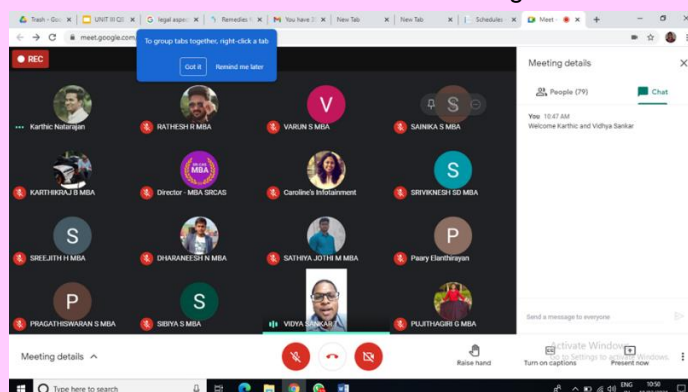 Trash - Goo
UNIT III Q
legal aspec
Remedies
You have
New Tab
New Tab
Schedules -
Meet -
meet.google.com
To group tabs together, right-click a tab
Got it
Remind me later
REC
Meeting details
People (79)
Chat
You 10:47 AM
Welcome Karthic and Vidhya Sankar
Karthic Natarajan
RATHESH R MBA
V
VARUN S MBA
S
SAINIKA S MBA
KARTHIKRAJ B MBA
MBA
Director - MBA SRCAS
Caroline's Infotainment
S
SRIVIKNESH SD MBA
S
SREEJITH H MBA
DHARANEESH N MBA
SATHIYA JOTHI M MBA
P
Paary Elanthirayan
P
PRAGATHISWARAN S MBA
S
SIBIYA S MBA
VIDYA SANKAR
PUJITHAGIRI G MBA
Send a message to everyone
Activate Windows
Go to Settings to activate Windows.
Meeting details
Raise hand
Turn on captions
Present now
Type here to search
ENG
10:50